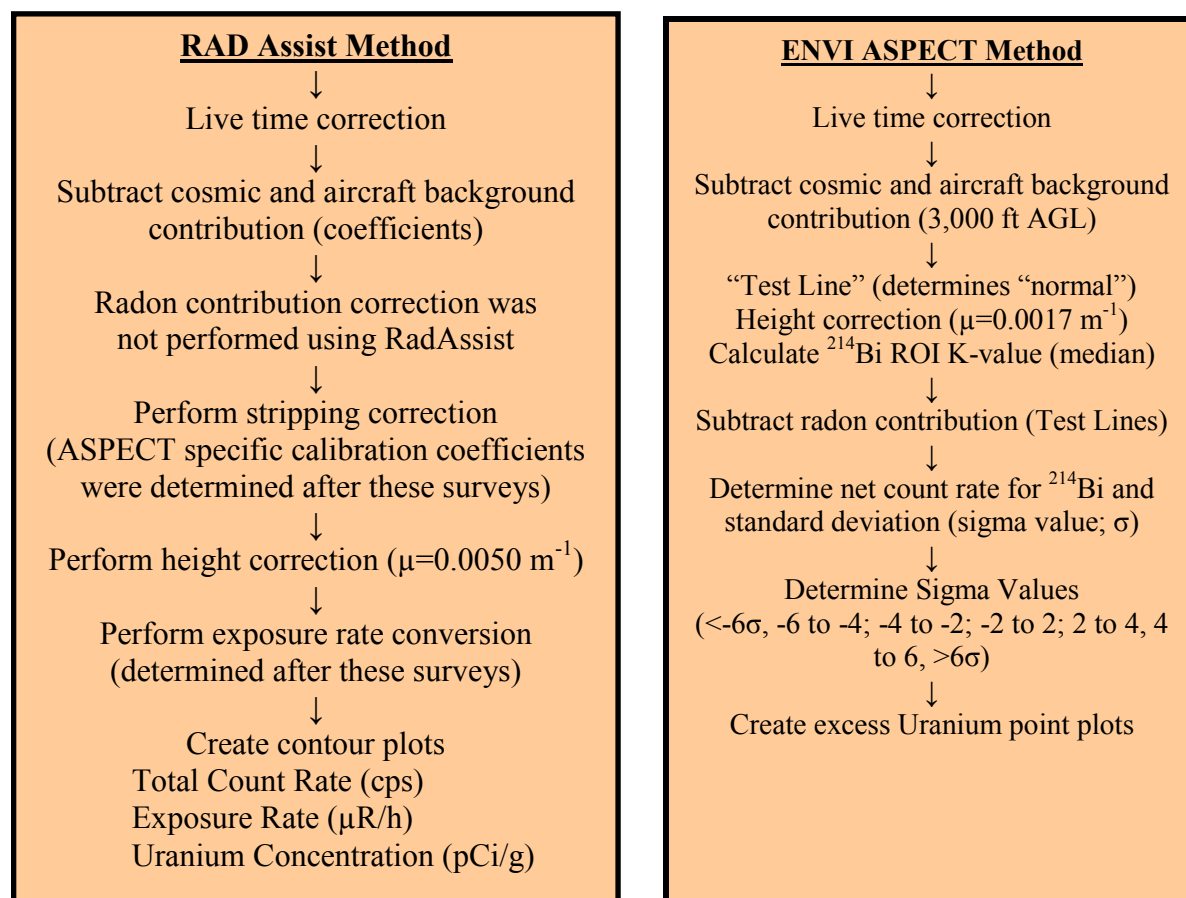 RAD Assist Method
↓
Live time correction
↓
Subtract cosmic and aircraft background
contribution (coefficients)
↓
Radon contribution correction was
not performed using RadAssist
↓
Perform stripping correction
(ASPECT specific calibration coefficients
were determined after these surveys)
↓
Perform height correction (µ=0.0050 m⁻¹)
↓
Perform exposure rate conversion
(determined after these surveys)
↓
Create contour plots
Total Count Rate (cps)
Exposure Rate (µR/h)
Uranium Concentration (pCi/g)
ENVI ASPECT Method
↓
Live time correction
↓
Subtract cosmic and aircraft background
contribution (3,000 ft AGL)
↓
“Test Line” (determines “normal”)
Height correction (µ=0.0017 m⁻¹)
Calculate ²¹⁴Bi ROI K-value (median)
↓
Subtract radon contribution (Test Lines)
↓
Determine net count rate for ²¹⁴Bi and
standard deviation (sigma value; σ)
↓
Determine Sigma Values
(<-6σ, -6 to -4; -4 to -2; -2 to 2; 2 to 4, 4
to 6, >6σ)
↓
Create excess Uranium point plots